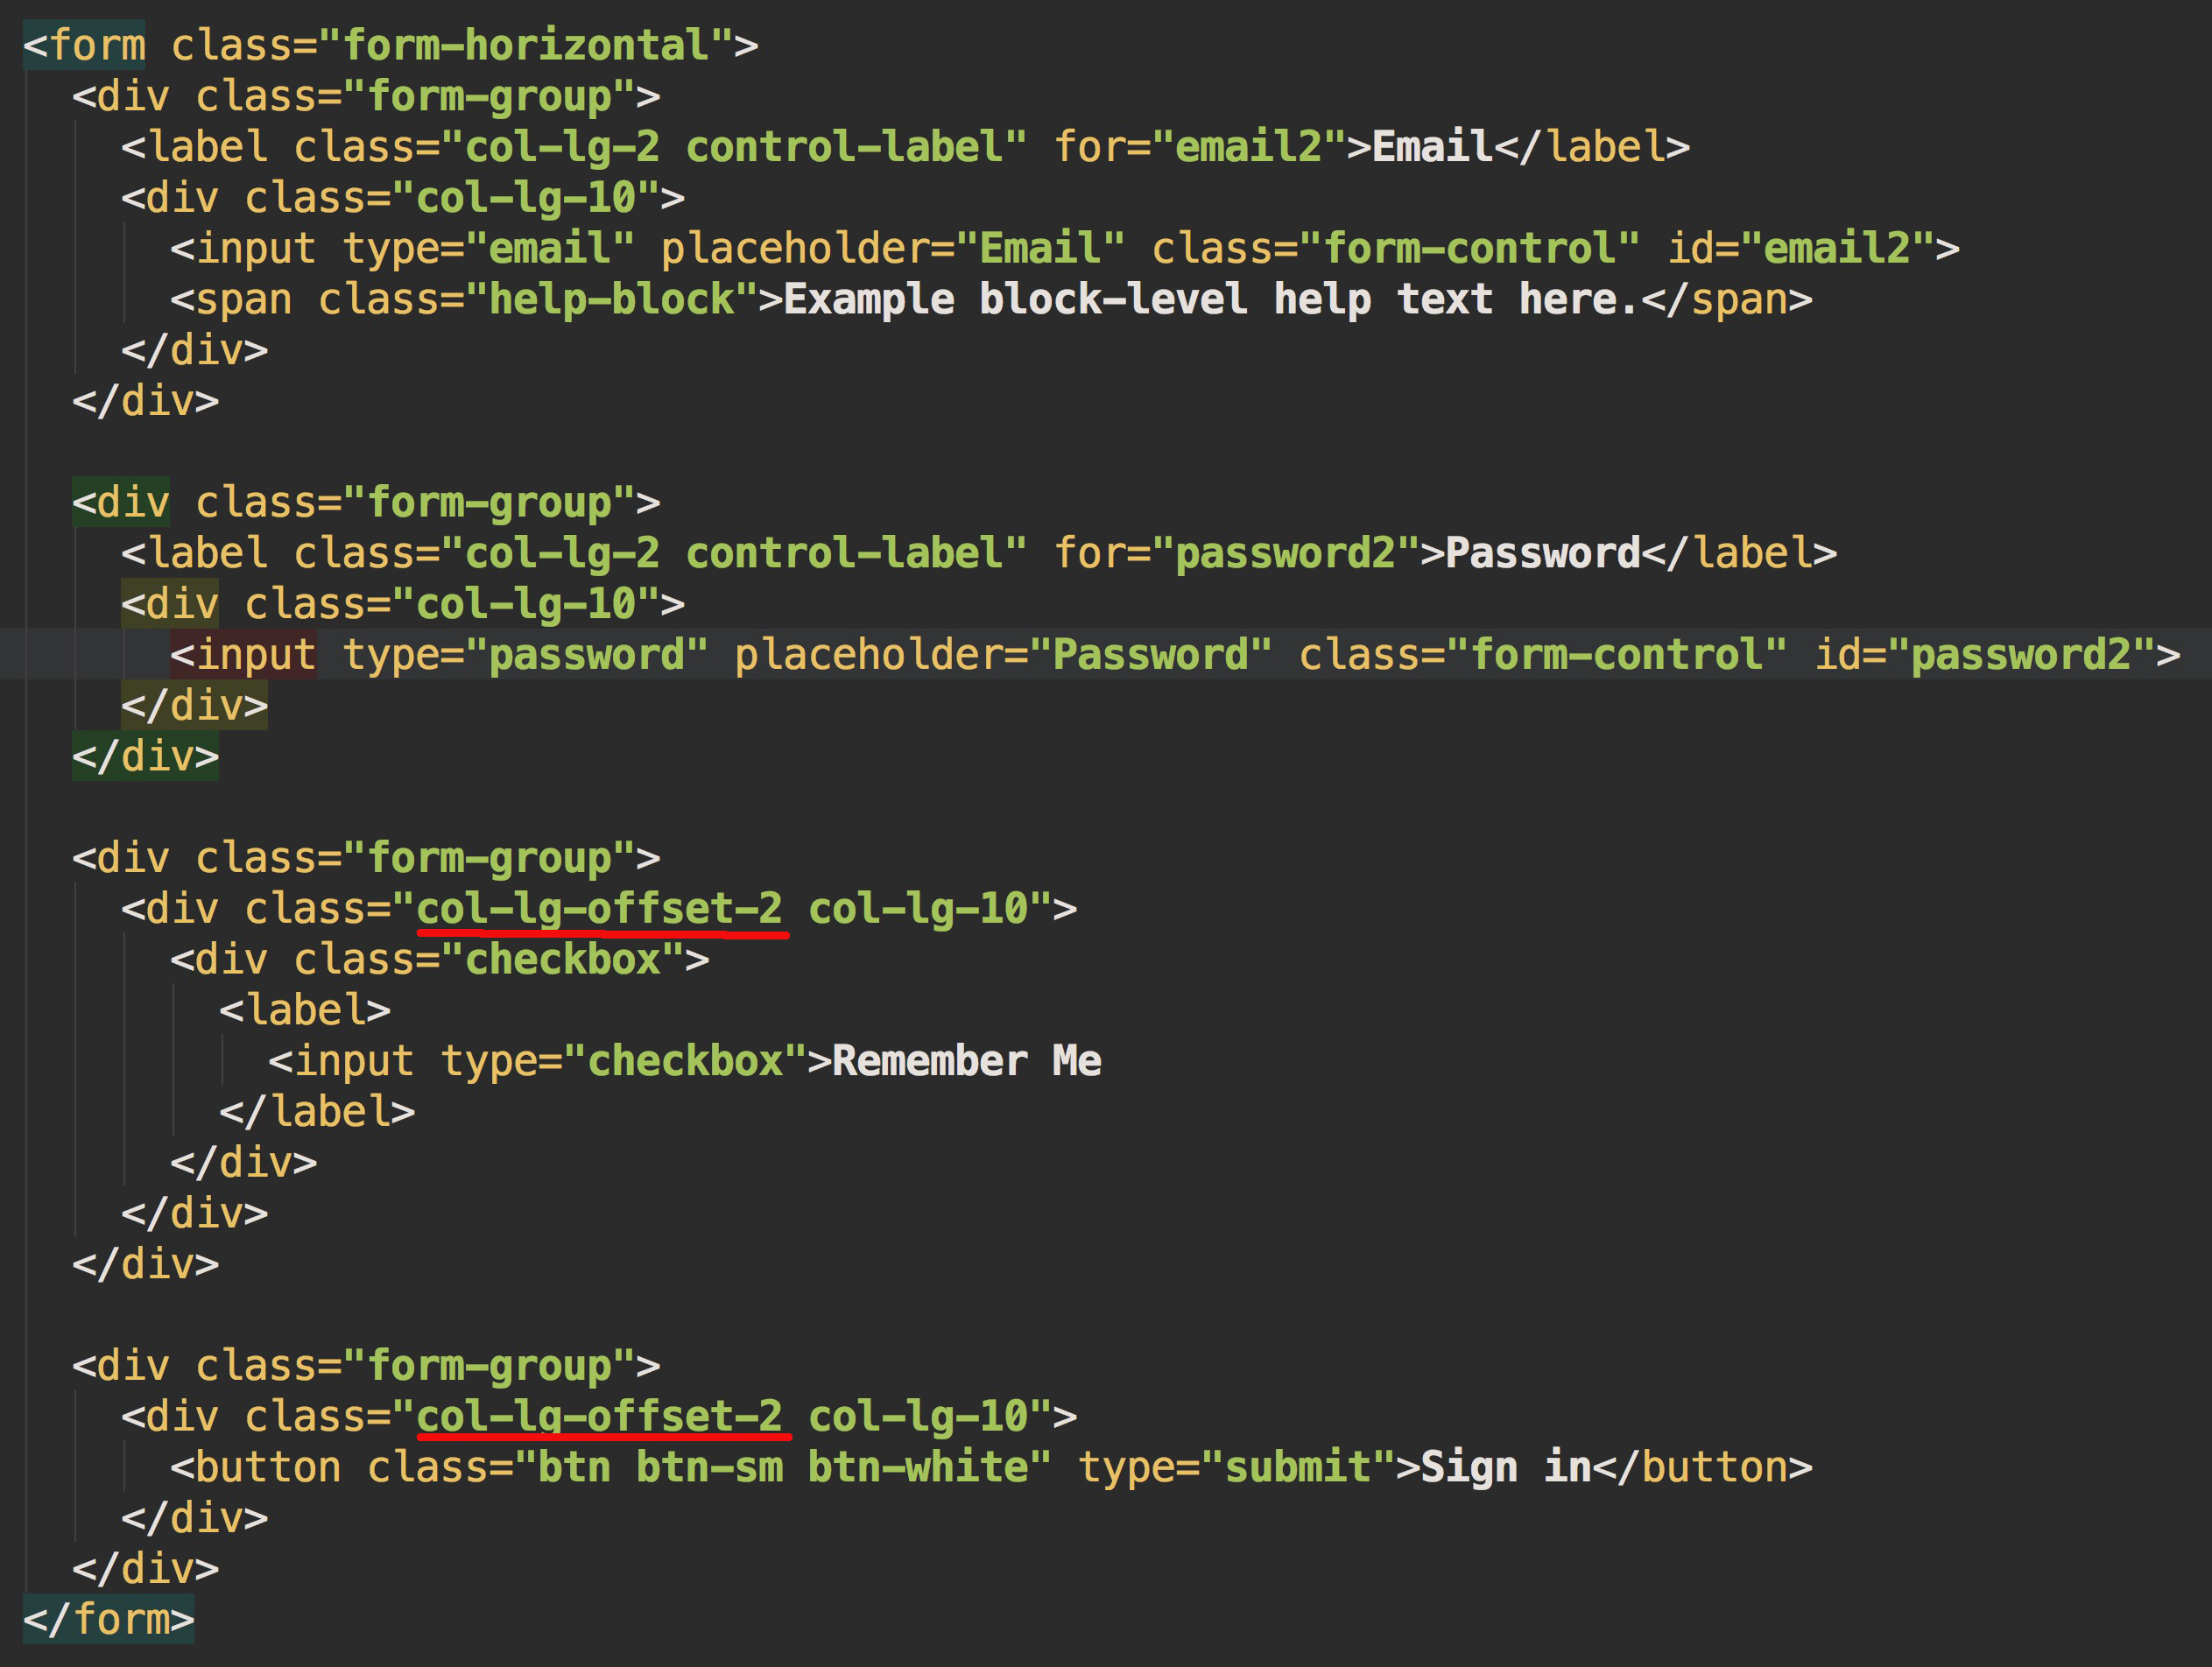 <form class="form-horizontal">
<div class="form-group">
<label class="col-lg-2 control-label" for="email2">Email</label>
<div class="col-lg-10">
<input type="email" placeholder="Email" class="form-control" id="email2">
<span class="help-block">Example block-level help text here.</span>
</div>
</div>
<div class="form-group">
<label class="col-lg-2 control-label" for="password2">Password</label>
<div class="col-lg-10">
<input type="password" placeholder="Password" class="form-control" id="password2">
</div>
</div>
<div class="form-group">
<div class="col-lg-offset-2 col-lg-10">
<div class="checkbox">
<label>
<input type="checkbox">Remember Me
</label>
</div>
</div>
</div>
<div class="form-group">
<div class="col-lg-offset-2 col-lg-10">
<button class="btn btn-sm btn-white" type="submit">Sign in</button>
</div>
</div>
</form>